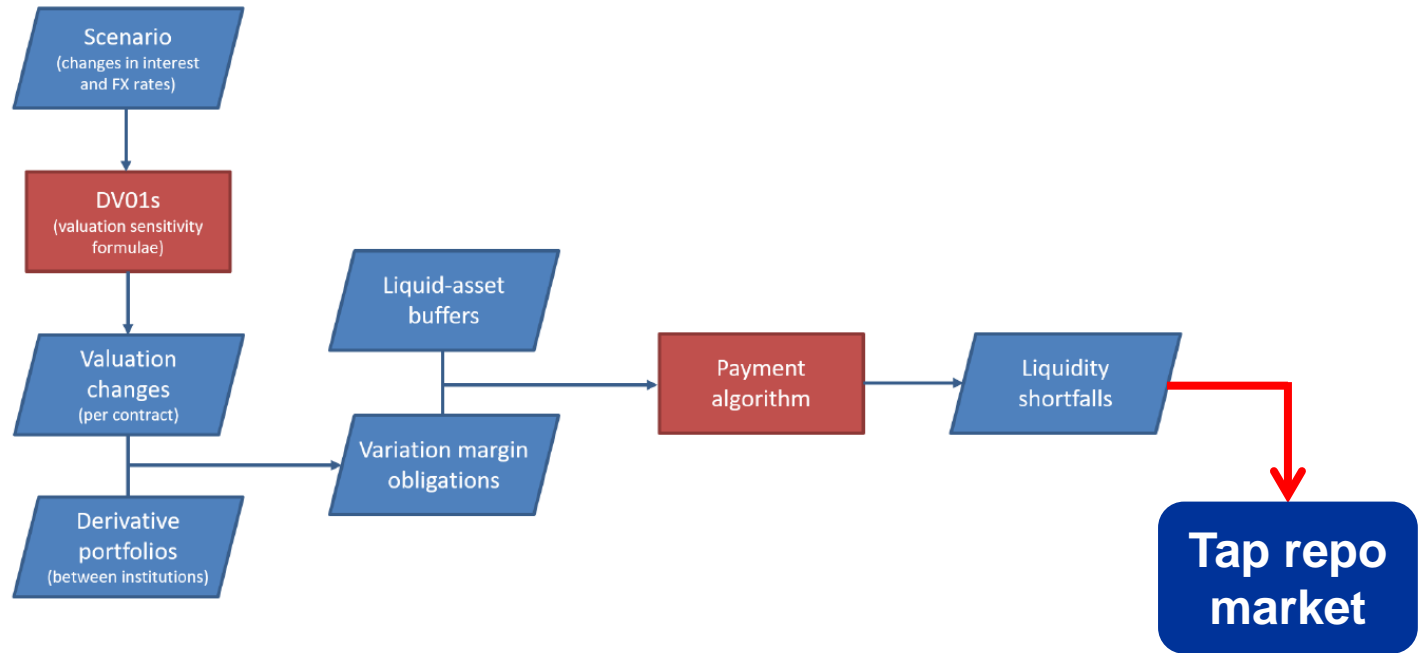 Scenario
(changes in interest
and FX rates)
DV01s
(valuation sensitivity
formulae)
Valuation
changes
(per contract)
Derivative
portfolios
(between institutions)
Liquid-asset
buffers
Variation margin
obligations
Payment
algorithm
Liquidity
shortfalls
Tap repo
market